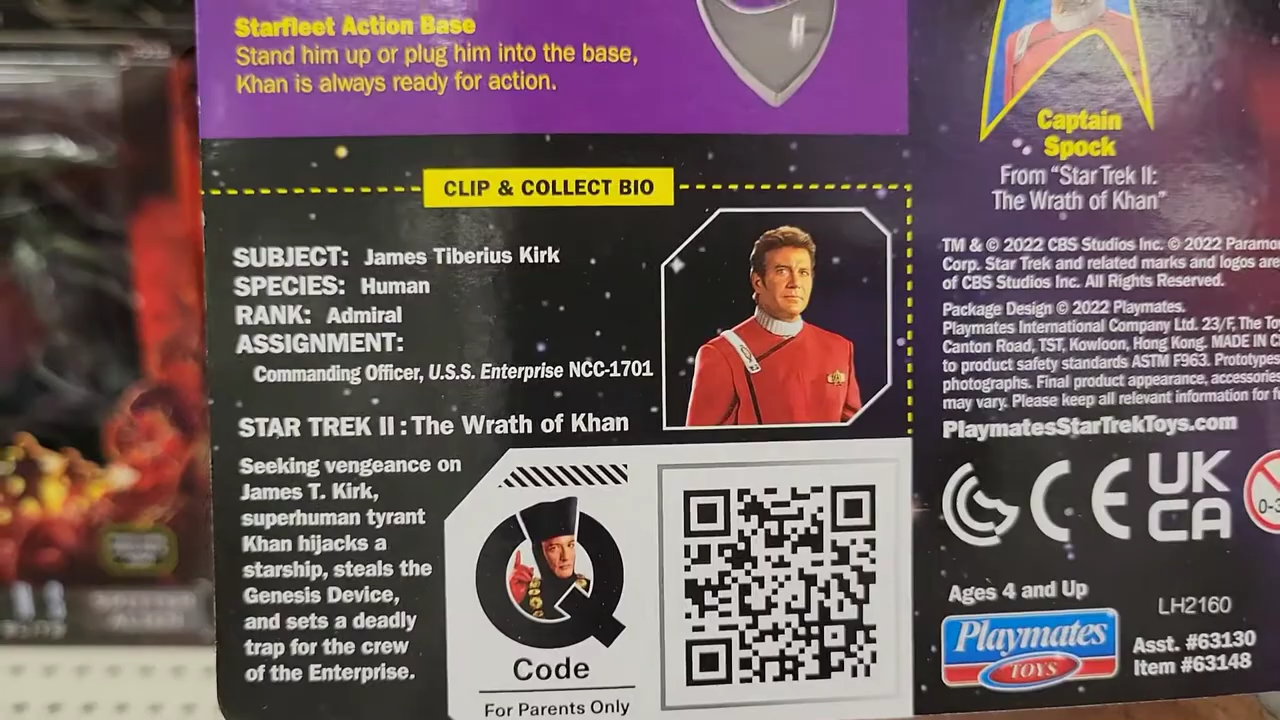 Starfleet Action Base
Stand him up or plug him into the base,
Khan is always ready for action.
CLIP & COLLECT BIO
SUBJECT: James Tiberius Kirk
SPECIES: Human
RANK: Admiral
ASSIGNMENT:
Commanding Officer, U.S.S. Enterprise NCC-1701
STAR TREK II : The Wrath of Khan
Seeking vengeance on
James T. Kirk,
superhuman tyrant
Khan hijacks a
starship, steals the
Genesis Device,
and sets a deadly
trap for the crew
of the Enterprise.
Q
Code
For Parents Only
Captain
Spock
From “Star Trek II:
The Wrath of Khan”
TM & © 2022 CBS Studios Inc. © 2022
Corp. Star Trek and related marks and logos are
of CBS Studios Inc. All Rights Reserved.
Package Design © 2022 Playmates.
Playmates International Company Ltd. 23/F, The
Canton Road, TST, Kowloon, Hong Kong. MADE IN
to product safety standards ASTM F963. Prototypes
photographs. Final product appearance, accessories
may vary. Please keep all relevant information for
PlaymatesStarTrekToys.com
CE
UK
CA
0-3
Ages 4 and Up
LH2160
Playmates
TOYS
Asst. #63130
Item #63148